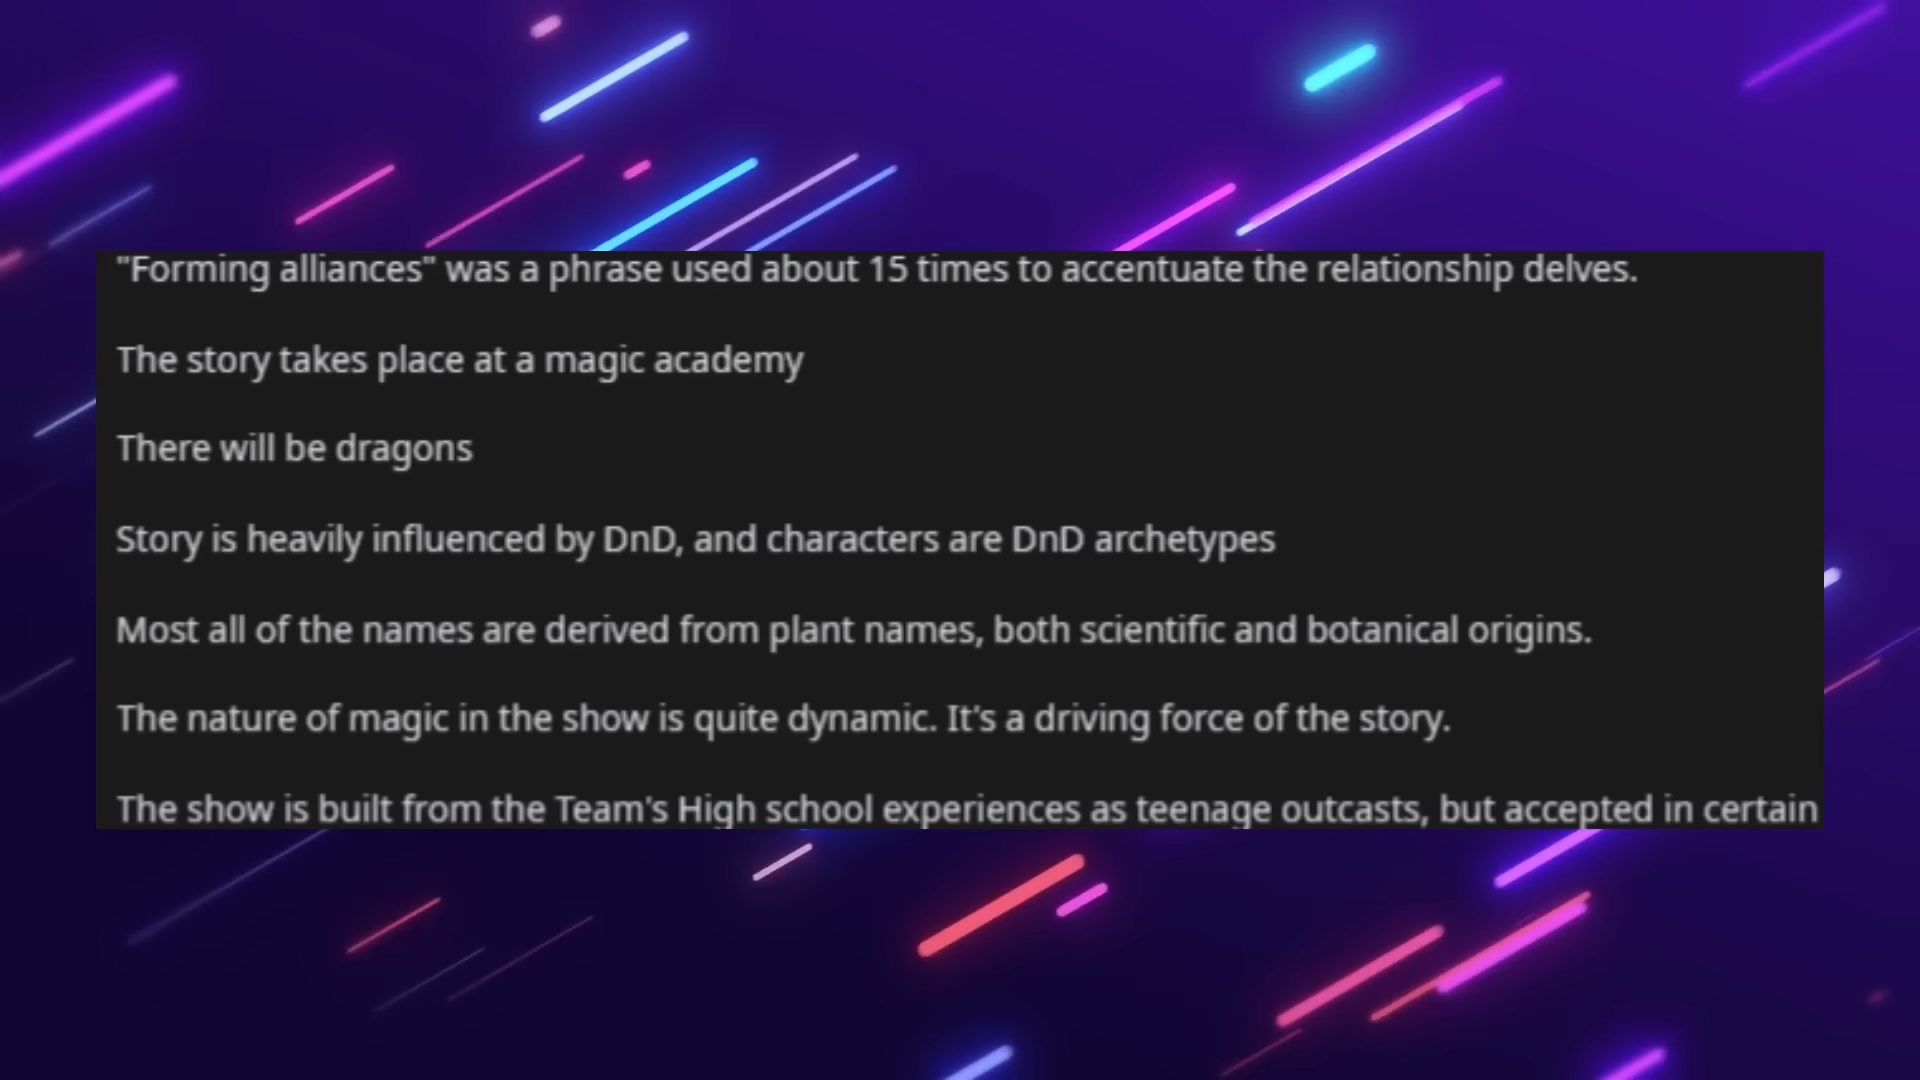 "Forming alliances" was a phrase used about 15 times to accentuate the relationship delves.
The story takes place at a magic academy
There will be dragons
Story is heavily influenced by DnD, and characters are DnD archetypes
Most all of the names are derived from plant names, both scientific and botanical origins.
The nature of magic in the show is quite dynamic. It's a driving force of the story.
The show is built from the Team's High school experiences as teenage outcasts, but accepted in certain